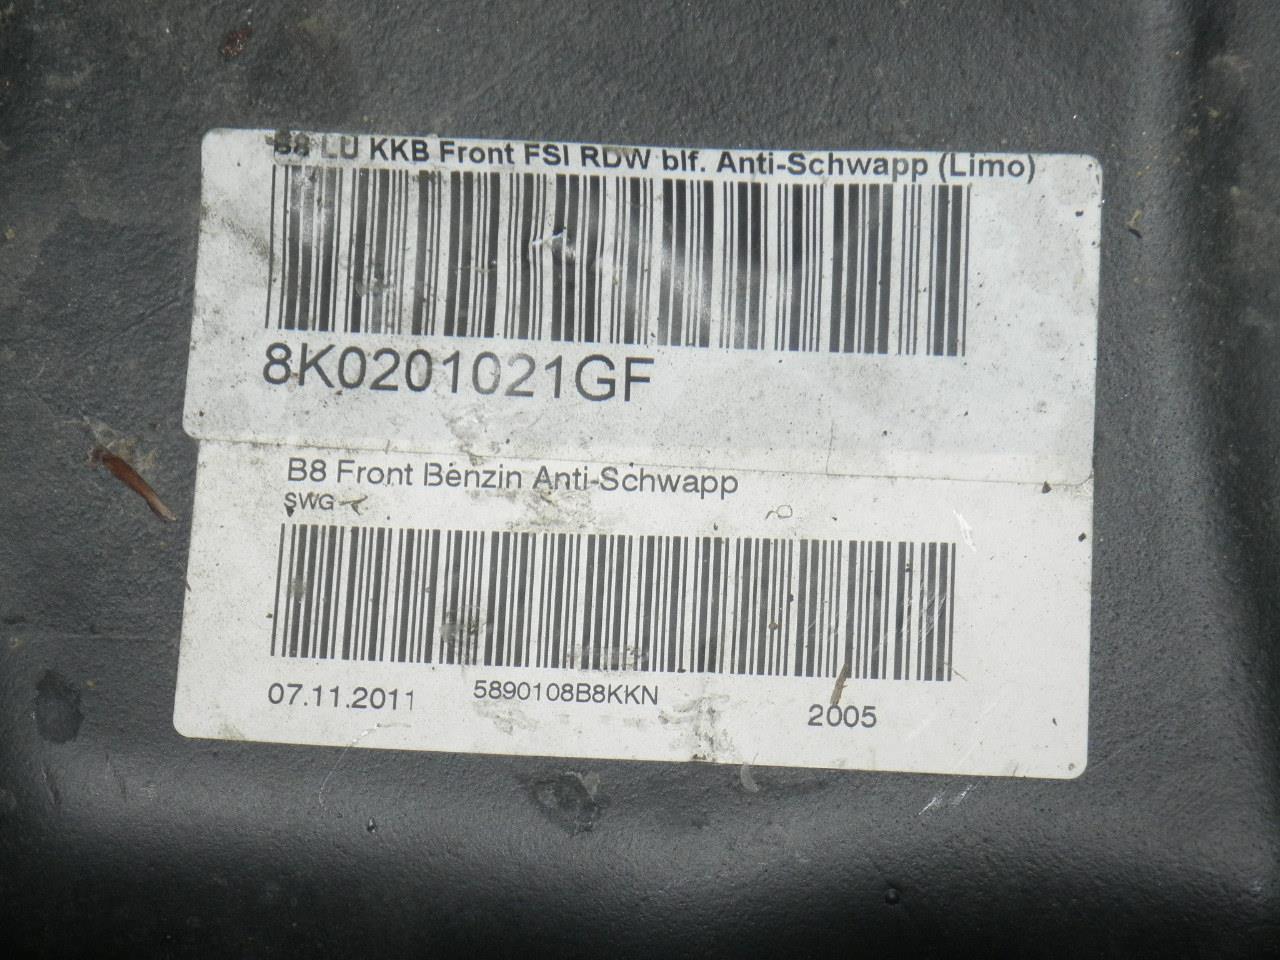 B8 LU KKB Front FSI RDW blf. Anti-Schwapp (Limo)
8K0201021GF
B8 Front Benzin Anti-Schwapp
SWG
07.11.2011 5890108B8KKN 2005